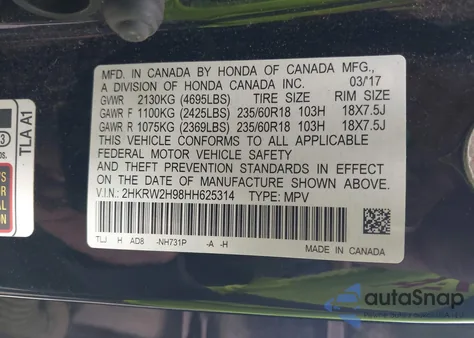 MFD. IN CANADA BY HONDA OF CANADA MFG.,
A DIVISION OF HONDA CANADA INC. 03/17
GVWR 2130KG (4695LBS) TIRE SIZE RIM SIZE
GAWR F 1100KG (2425LBS) 235/60R18 103H 18X7.5J
GAWR R 1075KG (2369LBS) 235/60R18 103H 18X7.5J
THIS VEHICLE CONFORMS TO ALL APPLICABLE
FEDERAL MOTOR VEHICLE SAFETY
AND THEFT PREVENTION STANDARDS IN EFFECT
ON THE DATE OF MANUFACTURE SHOWN ABOVE.
V.I.N.: 2HKRW2H98HH625314 TYPE: MPV
TLJ H AD8 -NH731P -A -H
MADE IN CANADA
TLA A1
autoSnap